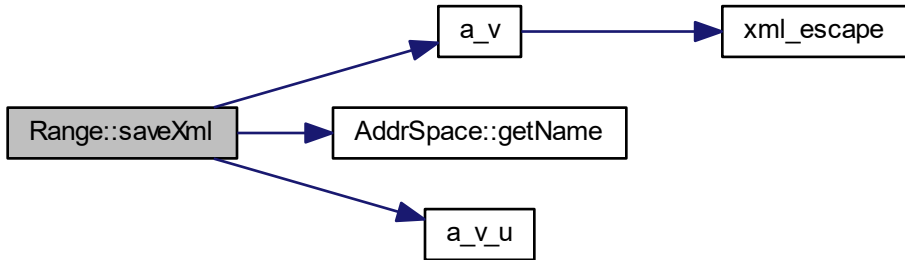 a_v
xml_escape
Range::saveXml
AddrSpace::getName
a_v_u